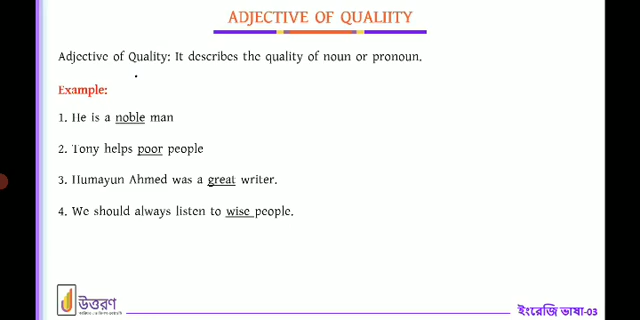 ADJECTIVE OF QUALIITY
Adjective of Quality: It describes the quality of noun or pronoun.
Example:
1. He is a noble man
2. Tony helps poor people
3. Humayun Ahmed was a great writer.
4. We should always listen to wise people.
উত্তরণ
ইংরেজি ভাষা-03